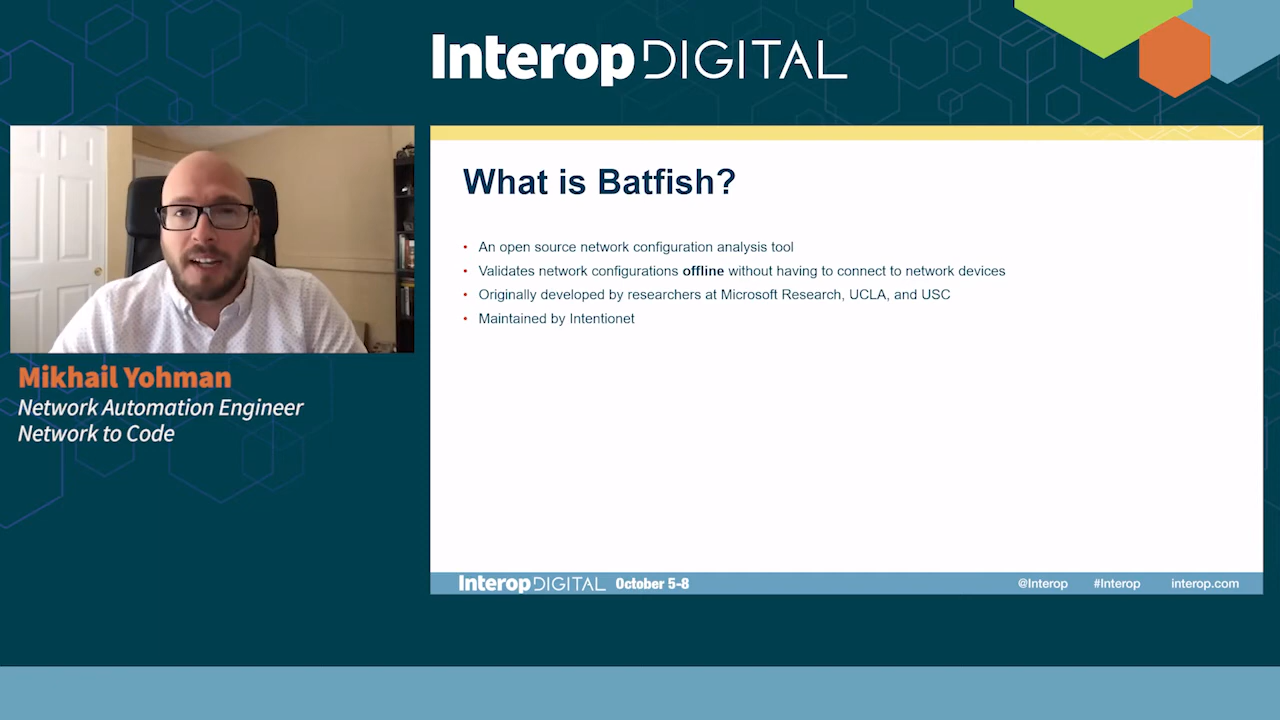 Interop DIGITAL
Mikhail Yohman
Network Automation Engineer
Network to Code
What is Batfish?
• An open source network configuration analysis tool
• Validates network configurations offline without having to connect to network devices
• Originally developed by researchers at Microsoft Research, UCLA, and USC
• Maintained by Intentionet
Interop DIGITAL October 5-8 @Interop #Interop interop.com